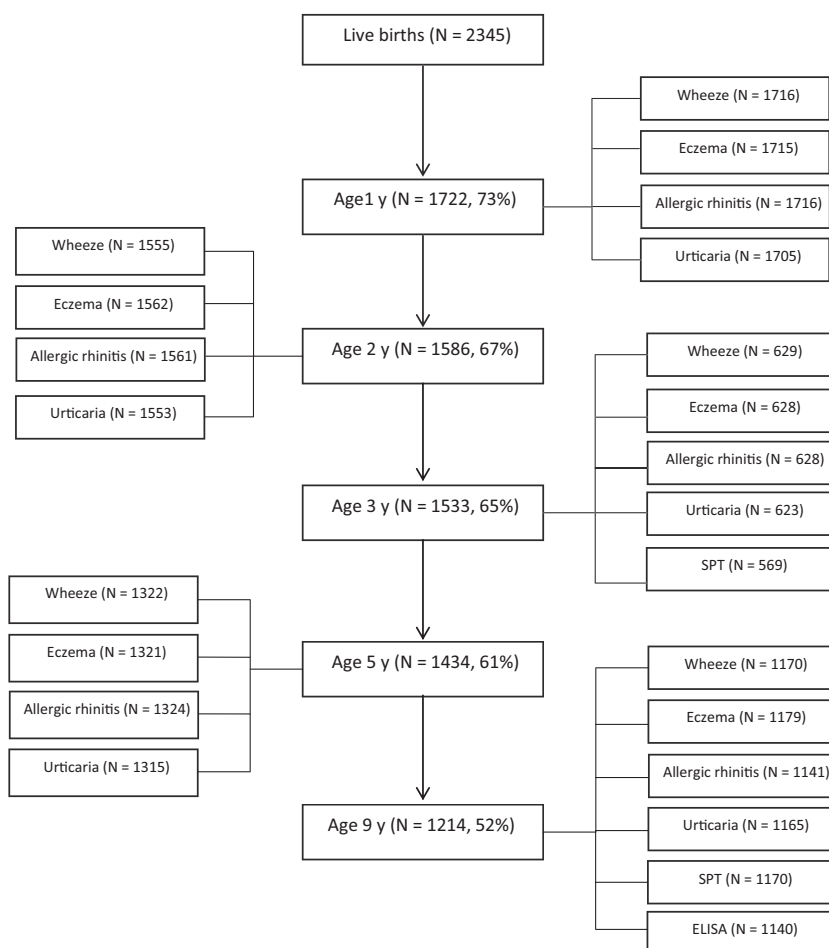 Live births (N = 2345)
Wheeze (N = 1716)
Eczema (N = 1715)
Age1 y (N = 1722, 73%)
Allergic rhinitis (N = 1716)
Urticaria (N = 1705)
Wheeze (N = 1555)
Eczema (N = 1562)
Age 2 y (N = 1586, 67%)
Allergic rhinitis (N = 1561)
Urticaria (N = 1553)
Wheeze (N = 629)
Eczema (N = 628)
Allergic rhinitis (N = 628)
Age 3 y (N = 1533, 65%)
Urticaria (N = 623)
SPT (N = 569)
Wheeze (N = 1322)
Eczema (N = 1321)
Age 5 y (N = 1434, 61%)
Allergic rhinitis (N = 1324)
Urticaria (N = 1315)
Wheeze (N = 1170)
Eczema (N = 1179)
Allergic rhinitis (N = 1141)
Age 9 y (N = 1214, 52%)
Urticaria (N = 1165)
SPT (N = 1170)
ELISA (N = 1140)